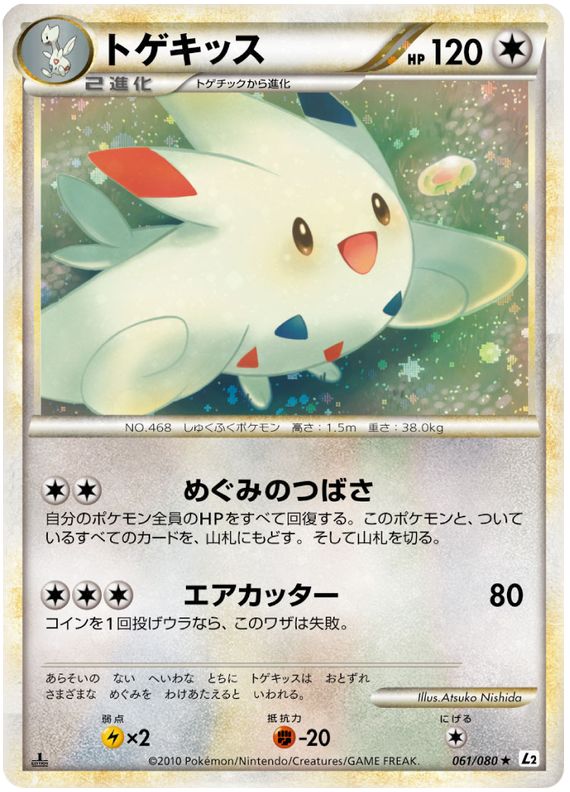 トゲキッス
HP 120
2進化
トゲチックから進化
NO.468 しゅくふくポケモン 高さ：1.5m 重さ：38.0kg
めぐみのつばさ
自分のポケモン全員のHPをすべて回復する。このポケモンと、ついて
いるすべてのカードを、山札にもどす。そして山札を切る。
エアカッター 80
コインを1回投げウラなら、このワザは失敗。
あらそいの ない へいわな とちに トゲキッスは おとずれ
さまざまな めぐみを わけあたえると いわれる。
Illus.Atsuko Nishida
弱点 抵抗力 にげる
×2 -20
1 EDITION
©2010 Pokémon/Nintendo/Creatures/GAME FREAK.
061/080 ★ L2